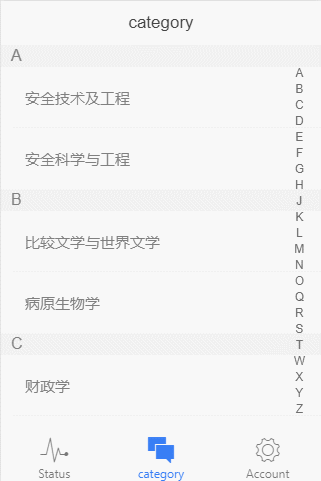 category
A
安全技术及工程
安全科学与工程
B
比较文学与世界文学
病原生物学
C
财政学
A
B
C
D
E
F
G
H
J
K
L
M
N
O
Q
R
S
T
W
X
Y
Z
Status
category
Account